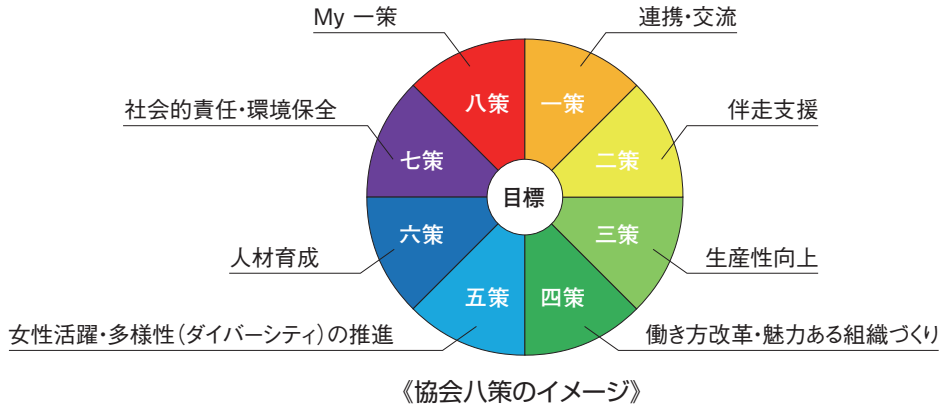 My 一策
連携・交流
八策
一策
社会的責任・環境保全
伴走支援
七策
二策
目標
六策
三策
人材育成
生産性向上
五策
四策
女性活躍・多様性(ダイバーシティ)の推進
働き方改革・魅力ある組織づくり
《協会八策のイメージ》